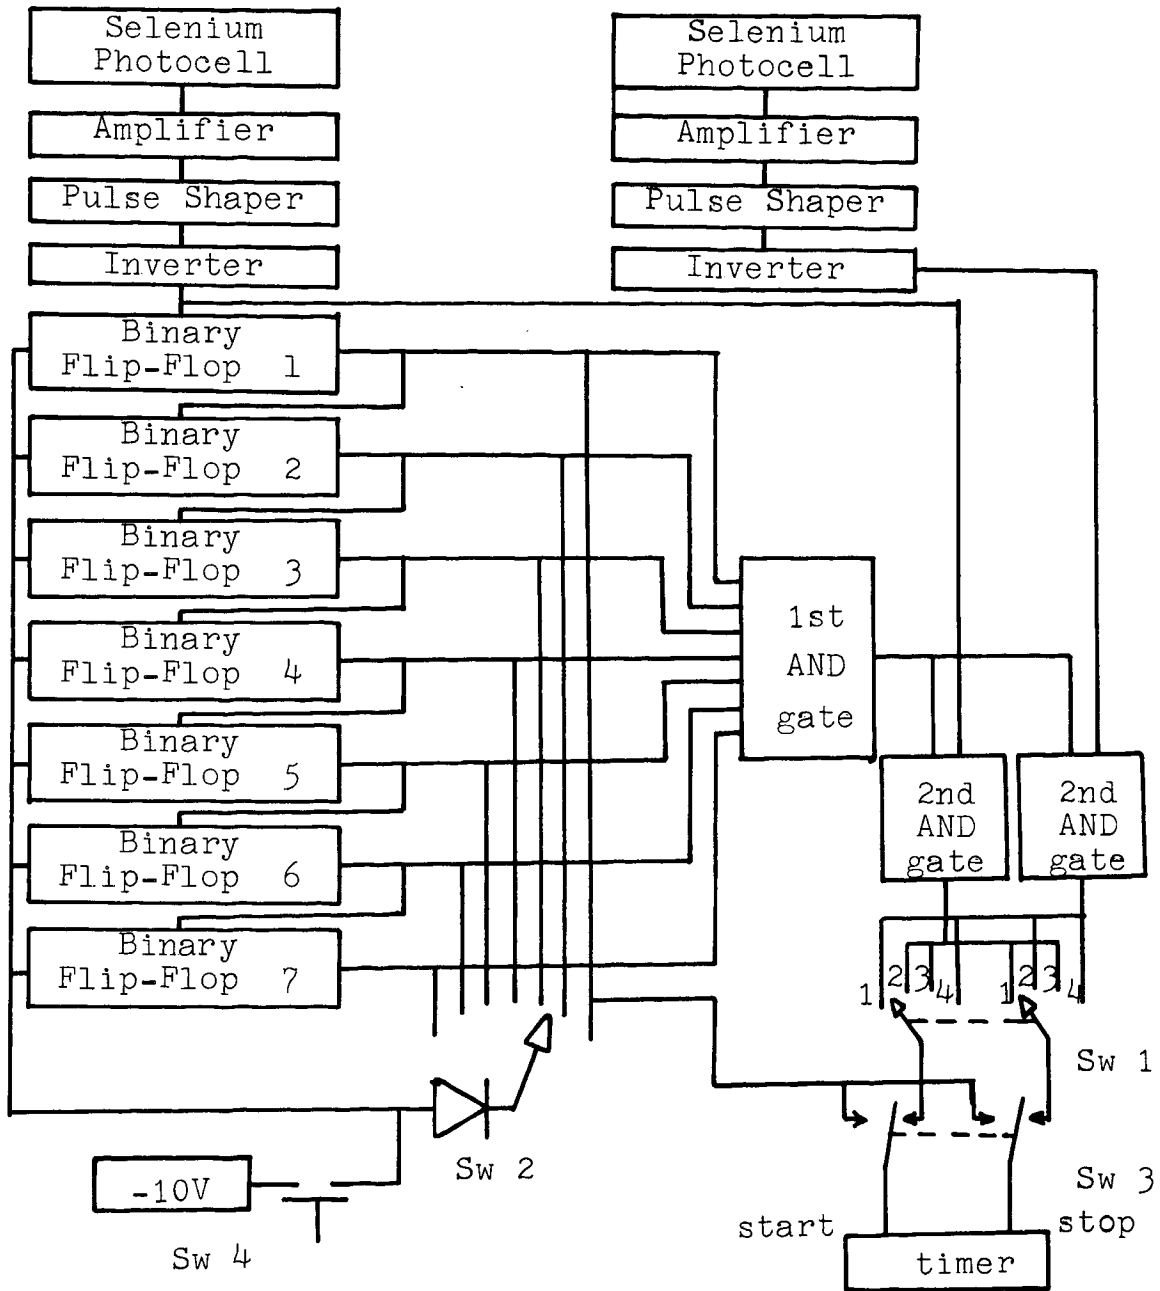 Selenium
Photocell
Amplifier
Pulse Shaper
Inverter
Selenium
Photocell
Amplifier
Pulse Shaper
Inverter
Binary
Flip-Flop 1
Binary
Flip-Flop 2
Binary
Flip-Flop 3
Binary
Flip-Flop 4
Binary
Flip-Flop 5
Binary
Flip-Flop 6
Binary
Flip-Flop 7
1st
AND
gate
2nd
AND
gate
2nd
AND
gate
1 2 3 4
1 2 3 4
Sw 1
Sw 2
-10V
Sw 4
Sw 3
start
stop
timer